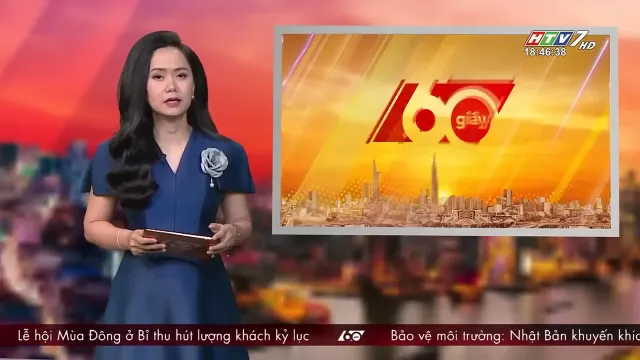 HTV7 HD
18:46:38
60 giây
Lễ hội Mùa Đông ở Bỉ thu hút lượng khách kỷ lục 60 Bảo vệ môi trường: Nhật Bản khuyến